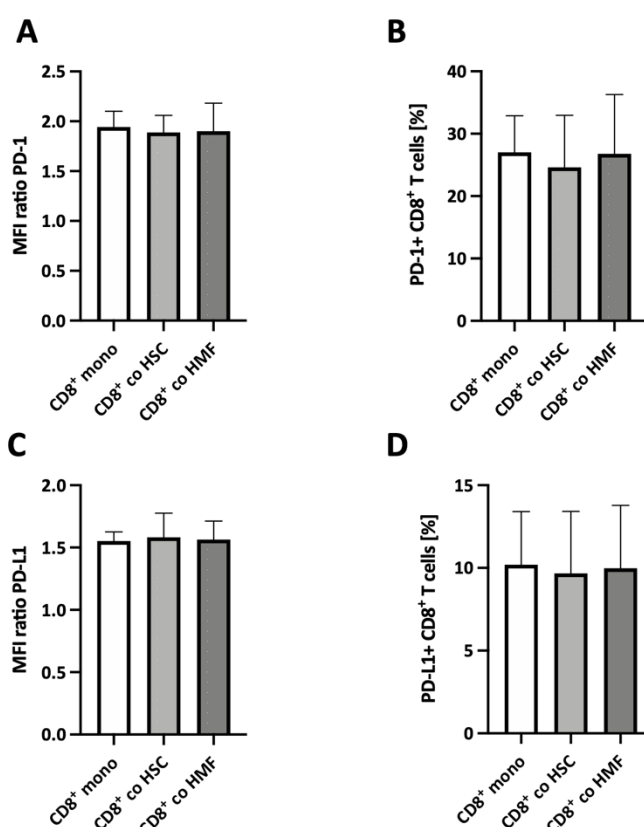 A
MFI ratio PD-1
2.5
2.0
1.5
1.0
0.5
0.0
CD8⁺ mono
CD8⁺ co HSC
CD8⁺ co HMF
B
PD-1+ CD8⁺ T cells [%]
40
30
20
10
0
CD8⁺ mono
CD8⁺ co HSC
CD8⁺ co HMF
C
MFI ratio PD-L1
2.0
1.5
1.0
0.5
0.0
CD8⁺ mono
CD8⁺ co HSC
CD8⁺ co HMF
D
PD-L1+ CD8⁺ T cells [%]
15
10
5
0
CD8⁺ mono
CD8⁺ co HSC
CD8⁺ co HMF